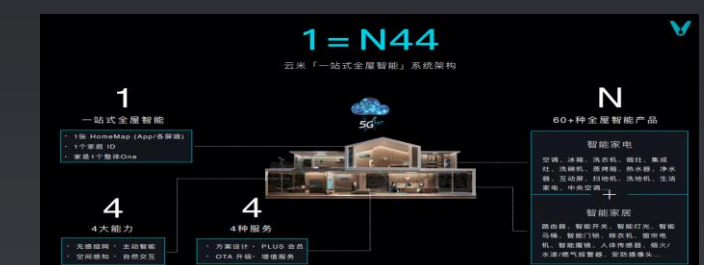 1=N44
云米「一站式全屋智能」系统架构
1
一站式全屋智能
· 1张 HomeMap (App/各屏端)
· 1个家庭 ID
· 家是1个整体One
5G
N
60+种全屋智能产品
智能家电
空调、冰箱、洗衣机、烟灶、集成
灶、洗碗机、蒸烤箱、热水器、净水
器、互动屏、扫地机、洗地机、生活
家电、中央空调
+
智能家居
路由器、智能开关、智能灯光、智能
马桶、智能门锁、晾衣机、窗帘电
机、智能魔镜、人体传感器、烟火/
水浸/燃气报警器、安防摄像头...
4
4大能力
· 无感组网 · 主动智能
· 空间感知 · 自然交互
4
4种服务
· 方案设计 · PLUS 会员
· OTA 升级 · 增值服务